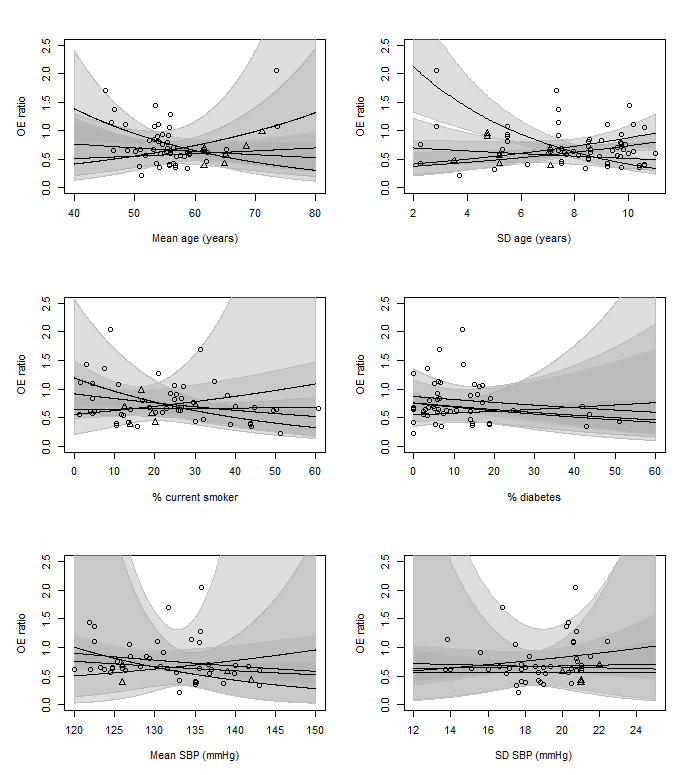 2.5
2.0
1.5
1.0
0.5
0.0
OE ratio
40 50 60 70 80
Mean age (years)
2.5
2.0
1.5
1.0
0.5
0.0
OE ratio
2 4 6 8 10
SD age (years)
2.5
2.0
1.5
1.0
0.5
0.0
OE ratio
0 10 20 30 40 50 60
% current smoker
2.5
2.0
1.5
1.0
0.5
0.0
OE ratio
0 10 20 30 40 50 60
% diabetes
2.5
2.0
1.5
1.0
0.5
0.0
OE ratio
120 125 130 135 140 145 150
Mean SBP (mmHg)
2.5
2.0
1.5
1.0
0.5
0.0
OE ratio
12 14 16 18 20 22 24
SD SBP (mmHg)